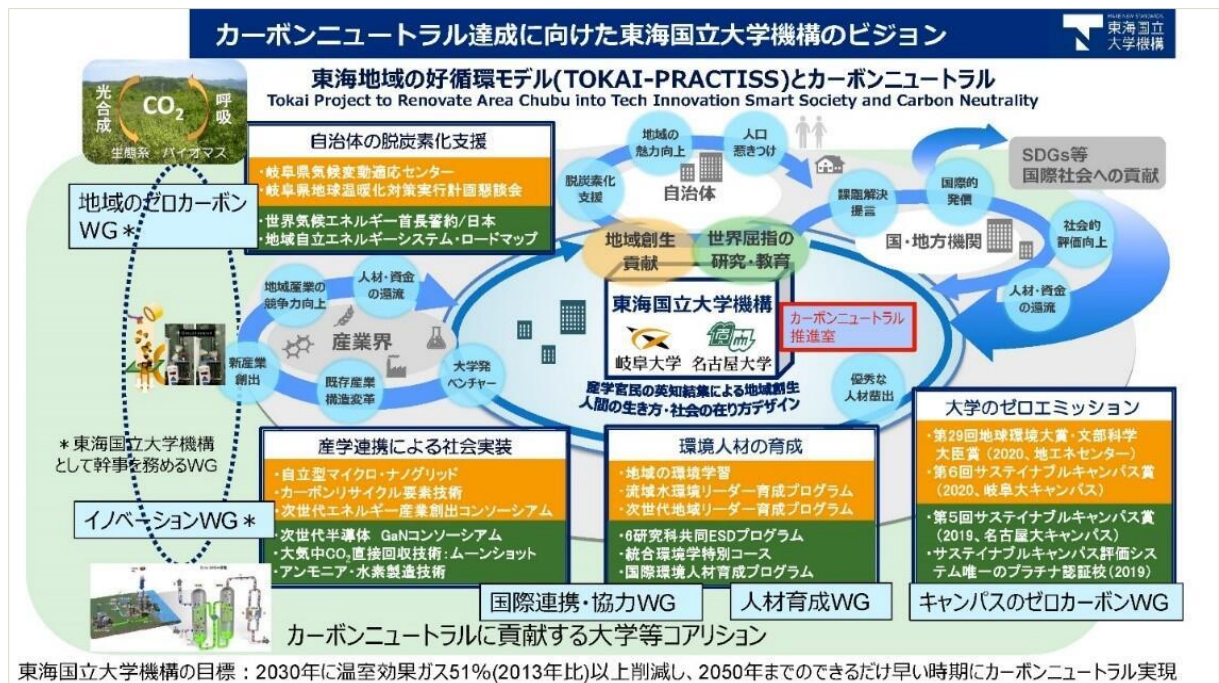 カーボンニュートラル達成に向けた東海国立大学機構のビジョン
東海国立
大学機構
東海地域の好循環モデル(TOKAI-PRACTISS)とカーボンニュートラル
Tokai Project to Renovate Area Chubu into Tech Innovation Smart Society and Carbon Neutrality
光合成
CO₂
呼吸
生態系・バイオマス
地域のゼロカーボン
WG＊
自治体の脱炭素化支援
・岐阜県気候変動適応センター
・岐阜県地球温暖化対策実行計画懇談会
・世界気候エネルギー首長誓約/日本
・地域自立エネルギーシステム・ロードマップ
脱炭素化
支援
地域の
魅力向上
人口
惹きつけ
自治体
課題解決
提言
国際的
発信
SDGs等
国際社会への貢献
社会的
評価向上
国・地方機関
人材・資金
の還流
地域創生
貢献
世界屈指の
研究・教育
東海国立大学機構
岐阜大学
名古屋大学
カーボンニュートラル
推進室
産学官民の英知結集による地域創生
人間の生き方・社会の在り方デザイン
優秀な
人材輩出
地域産業の
競争力向上
人材・資金
の還流
産業界
新産業
創出
既存産業
構造変革
大学発
ベンチャー
＊東海国立大学機構
として幹事を務めるWG
イノベーションWG＊
産学連携による社会実装
・自立型マイクロ・ナノグリッド
・カーボンリサイクル要素技術
・次世代エネルギー産業創出コンソーシアム
・次世代半導体 GaNコンソーシアム
・大気中CO₂直接回収技術：ムーンショット
・アンモニア・水素製造技術
環境人材の育成
・地域の環境学習
・流域水環境リーダー育成プログラム
・次世代地域リーダー育成プログラム
・6研究科共同ESDプログラム
・統合環境学特別コース
・国際環境人材育成プログラム
大学のゼロエミッション
・第29回地球環境大賞・文部科学
大臣賞（2020、地エネセンター）
・第6回サステイナブルキャンパス賞
（2020、岐阜大キャンパス）
・第5回サステイナブルキャンパス賞
（2019、名古屋大キャンパス）
・サステイナブルキャンパス評価シス
テム唯一のプラチナ認証校(2019)
国際連携・協力WG
人材育成WG
キャンパスのゼロカーボンWG
カーボンニュートラルに貢献する大学等コアリション
東海国立大学機構の目標：2030年に温室効果ガス51%(2013年比)以上削減し、2050年までのできるだけ早い時期にカーボンニュートラル実現